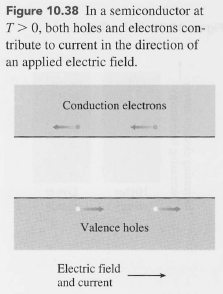 Figure 10.38 In a semiconductor at
T > 0, both holes and electrons con-
tribute to current in the direction of
an applied electric field.
Conduction electrons
Valence holes
Electric field
and current